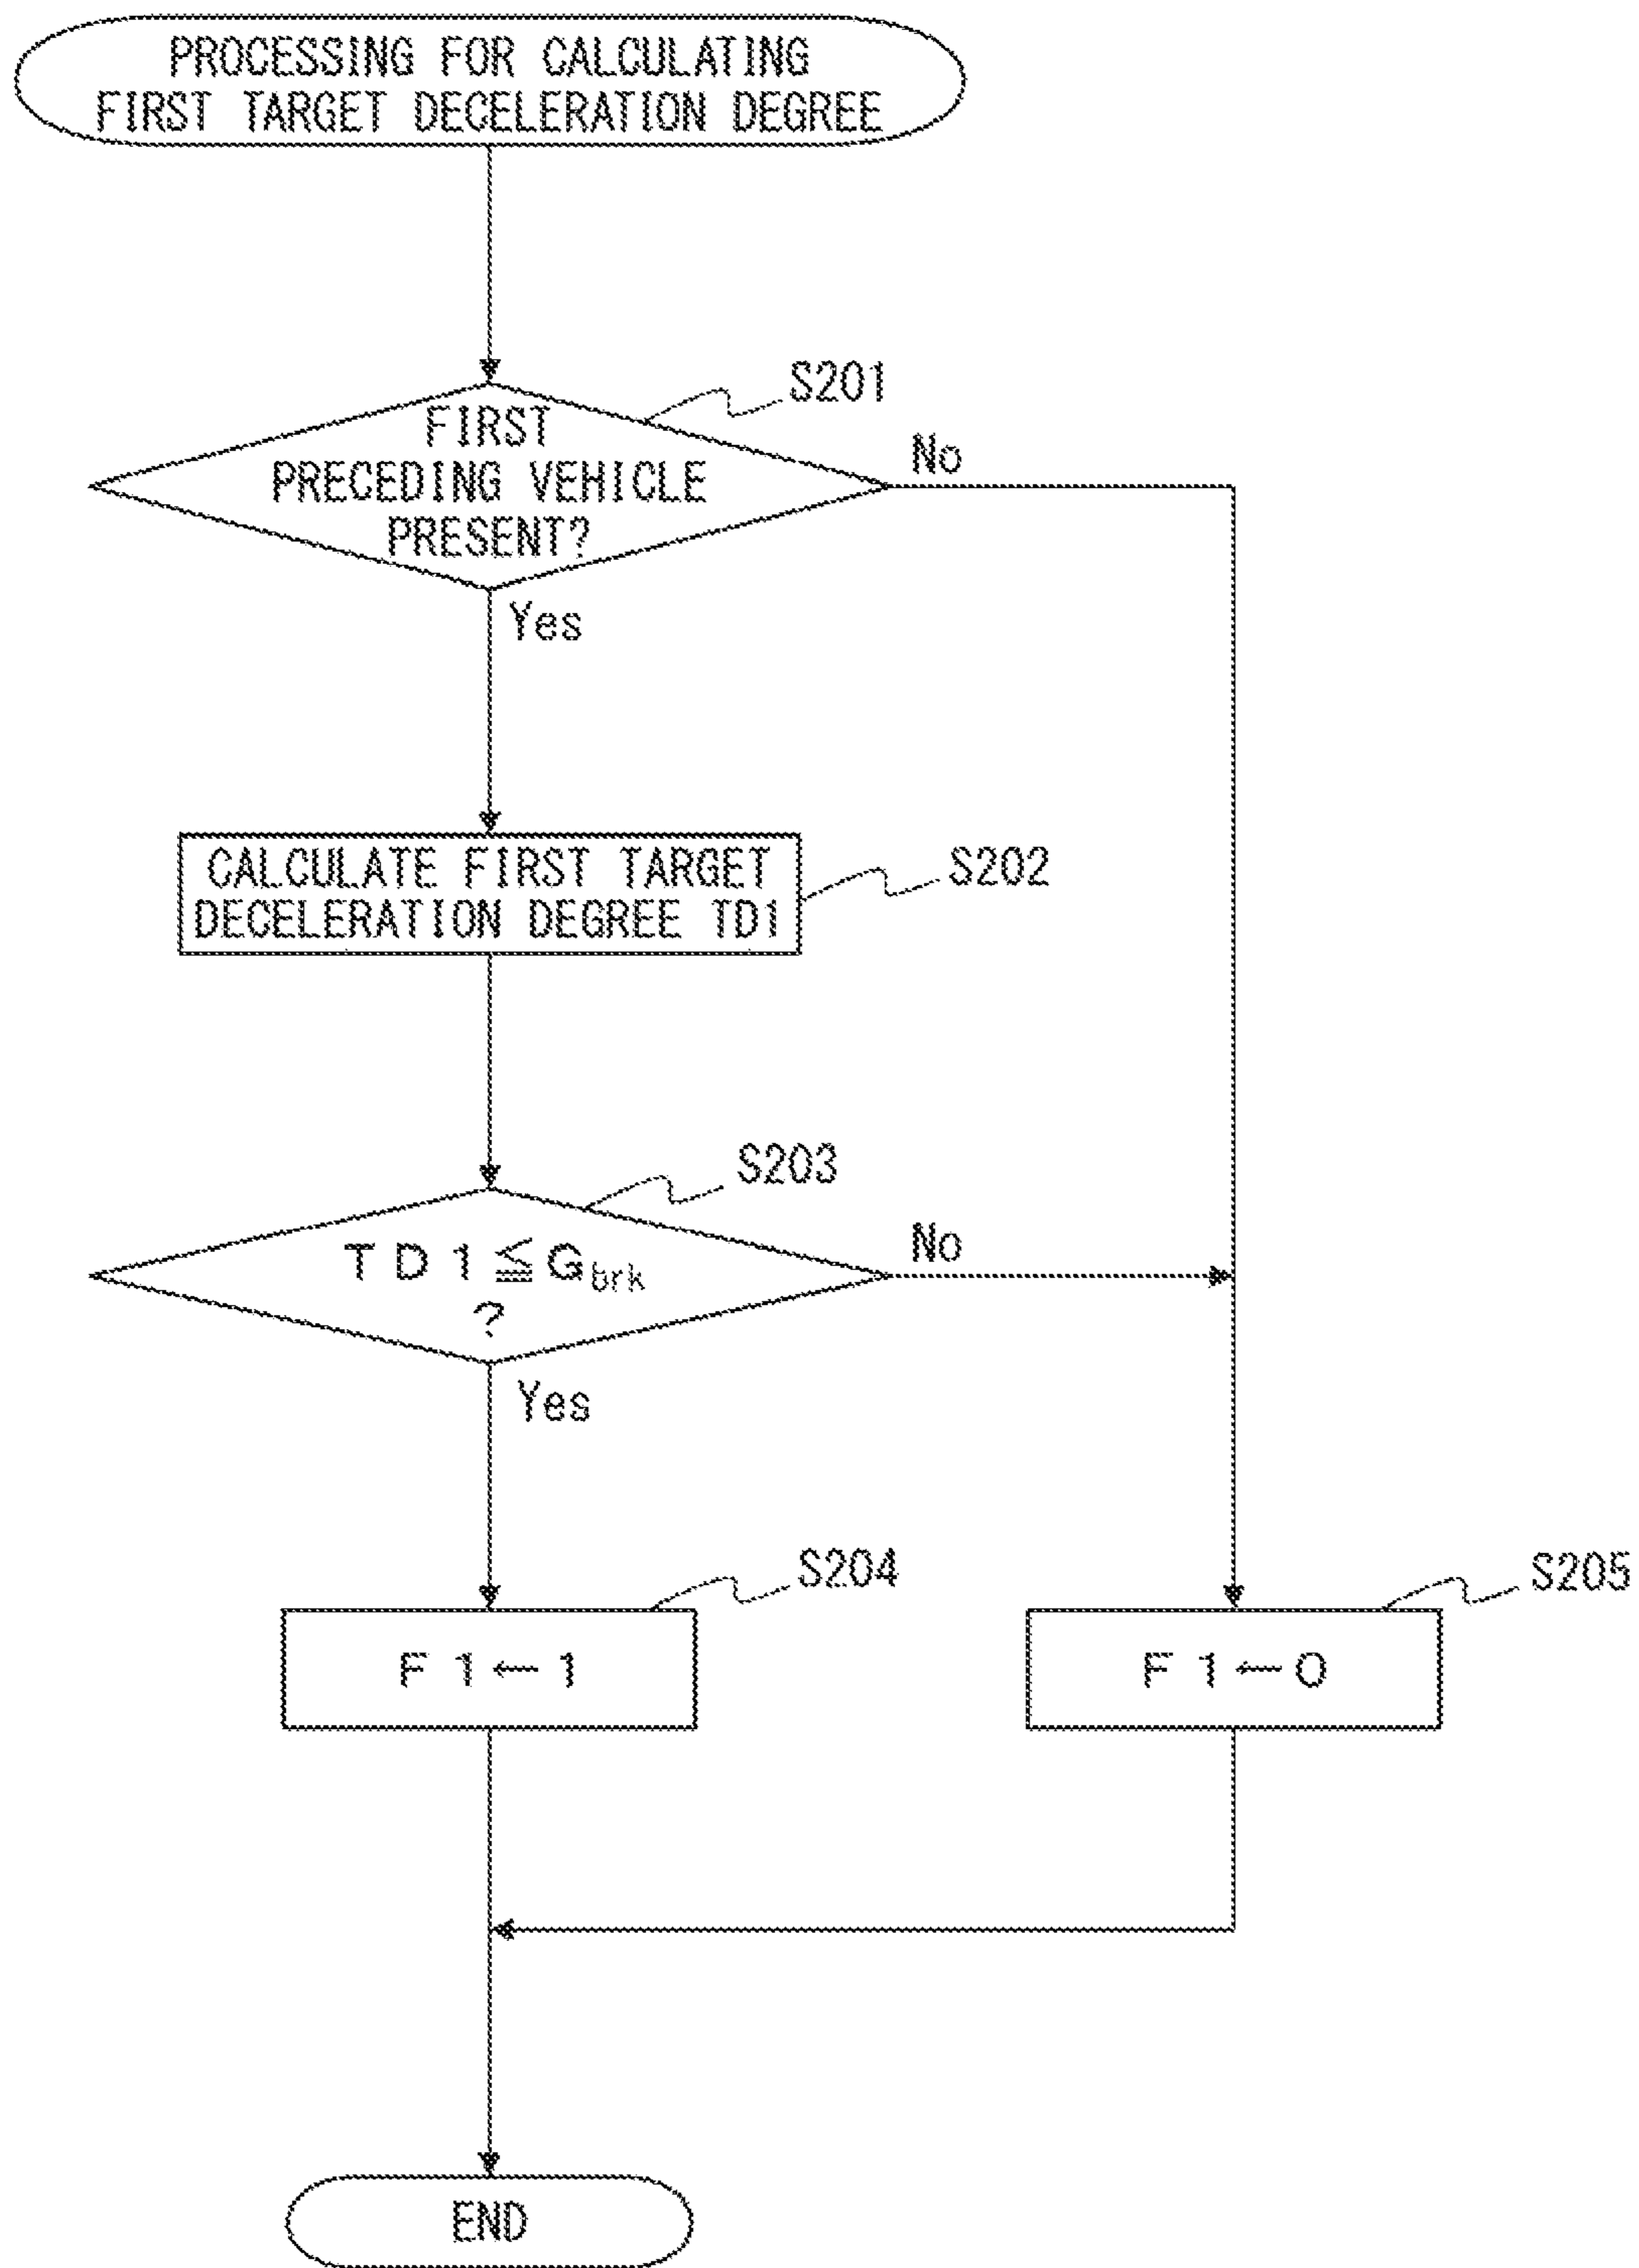 PROCESSING FOR CALCULATING
FIRST TARGET DECELERATION DEGREE
S201
FIRST
PRECEDING VEHICLE
PRESENT?
No
Yes
CALCULATE FIRST TARGET
DECELERATION DEGREE TD1
S202
S203
TD1≦Gbrk
?
No
Yes
S204
F1←1
S205
F1←0
END